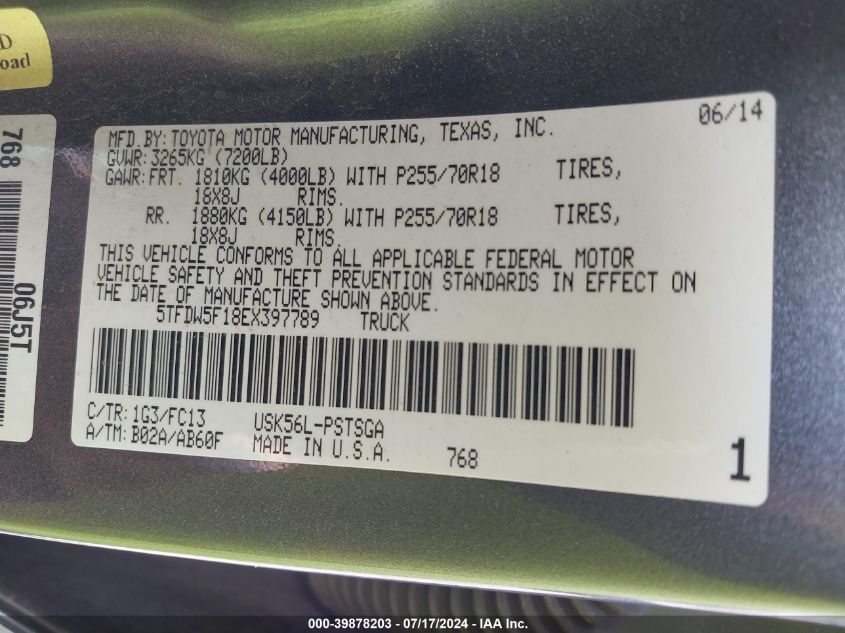 D
oad
768
06J5T
06/14
MFD.BY: TOYOTA MOTOR MANUFACTURING, TEXAS, INC.
GVWR: 3265KG (7200LB)
GAWR: FRT. 1810KG (4000LB) WITH P255/70R18 TIRES,
18X8J RIMS.
RR. 1880KG (4150LB) WITH P255/70R18 TIRES,
18X8J RIMS.
THIS VEHICLE CONFORMS TO ALL APPLICABLE FEDERAL MOTOR
VEHICLE SAFETY AND THEFT PREVENTION STANDARDS IN EFFECT ON
THE DATE OF MANUFACTURE SHOWN ABOVE.
5TFDW5F18EX397789 TRUCK
C/TR: 1G3/FC13 USK56L-PSTSGA
A/TM: B02A/AB60F MADE IN U.S.A. 768
1
000-39878203 - 07/17/2024 - IAA Inc.